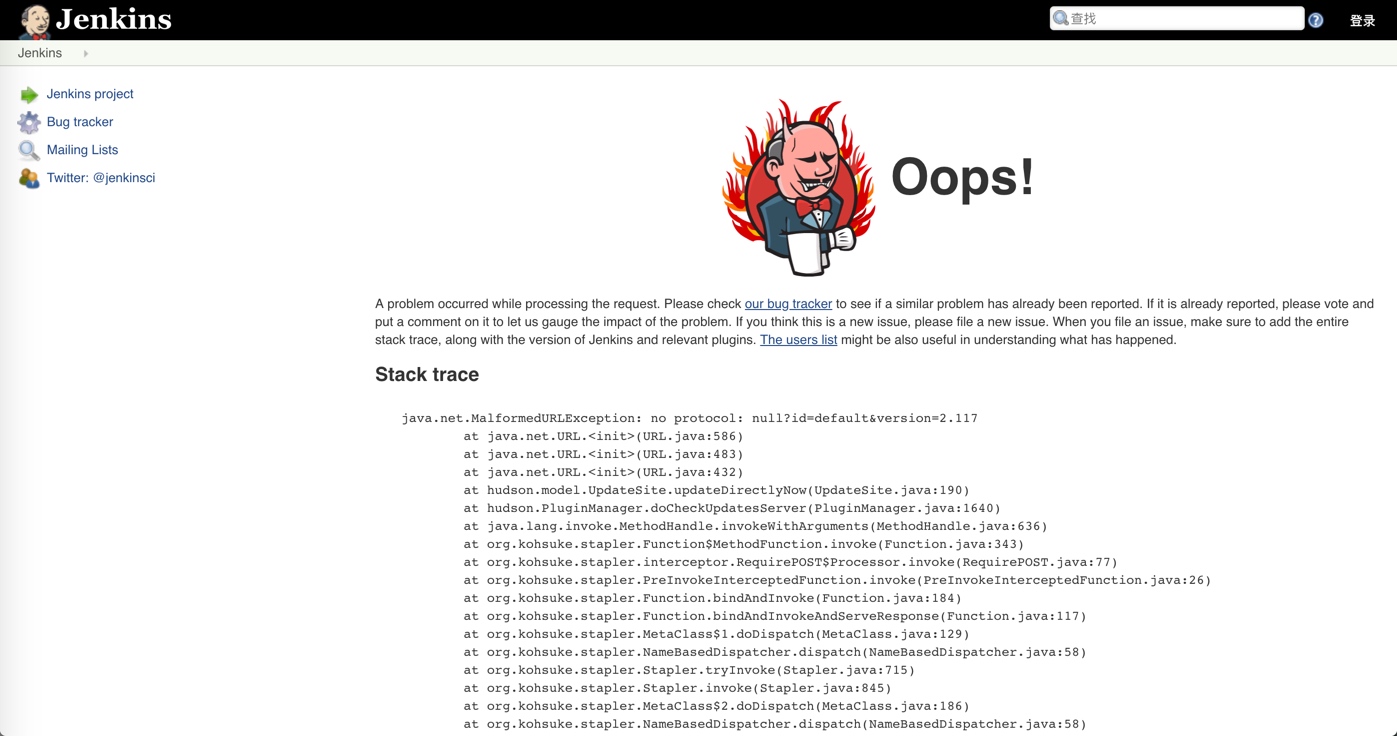 Jenkins
查找
?
登录
Jenkins
Jenkins project
Bug tracker
Mailing Lists
Twitter: @jenkinsci
Oops!
A problem occurred while processing the request. Please check our bug tracker to see if a similar problem has already been reported. If it is already reported, please vote and
put a comment on it to let us gauge the impact of the problem. If you think this is a new issue, please file a new issue. When you file an issue, make sure to add the entire
stack trace, along with the version of Jenkins and relevant plugins. The users list might be also useful in understanding what has happened.
Stack trace
java.net.MalformedURLException: no protocol: null?id=default&version=2.117
at java.net.URL.<init>(URL.java:586)
at java.net.URL.<init>(URL.java:483)
at java.net.URL.<init>(URL.java:432)
at hudson.model.UpdateSite.updateDirectlyNow(UpdateSite.java:190)
at hudson.PluginManager.doCheckUpdatesServer(PluginManager.java:1640)
at java.lang.invoke.MethodHandle.invokeWithArguments(MethodHandle.java:636)
at org.kohsuke.stapler.Function$MethodFunction.invoke(Function.java:343)
at org.kohsuke.stapler.interceptor.RequirePOST$Processor.invoke(RequirePOST.java:77)
at org.kohsuke.stapler.PreInvokeInterceptedFunction.invoke(PreInvokeInterceptedFunction.java:26)
at org.kohsuke.stapler.Function.bindAndInvoke(Function.java:184)
at org.kohsuke.stapler.Function.bindAndInvokeAndServeResponse(Function.java:117)
at org.kohsuke.stapler.MetaClass$1.doDispatch(MetaClass.java:129)
at org.kohsuke.stapler.NameBasedDispatcher.dispatch(NameBasedDispatcher.java:58)
at org.kohsuke.stapler.Stapler.tryInvoke(Stapler.java:715)
at org.kohsuke.stapler.Stapler.invoke(Stapler.java:845)
at org.kohsuke.stapler.MetaClass$2.doDispatch(MetaClass.java:186)
at org.kohsuke.stapler.NameBasedDispatcher.dispatch(NameBasedDispatcher.java:58)